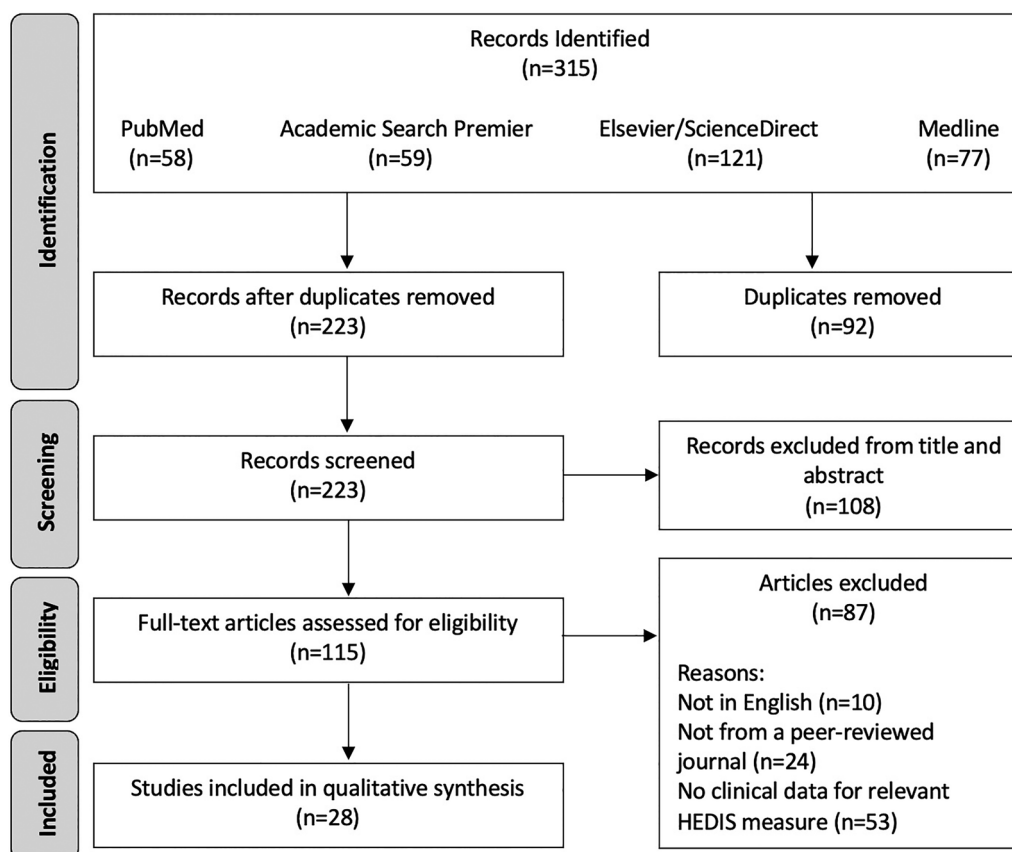 Identification
Records Identified
(n=315)
PubMed
(n=58)
Academic Search Premier
(n=59)
Elsevier/ScienceDirect
(n=121)
Medline
(n=77)
Records after duplicates removed
(n=223)
Duplicates removed
(n=92)
Screening
Records screened
(n=223)
Records excluded from title and
abstract
(n=108)
Eligibility
Full-text articles assessed for eligibility
(n=115)
Articles excluded
(n=87)
Reasons:
Not in English (n=10)
Not from a peer-reviewed
journal (n=24)
No clinical data for relevant
HEDIS measure (n=53)
Included
Studies included in qualitative synthesis
(n=28)